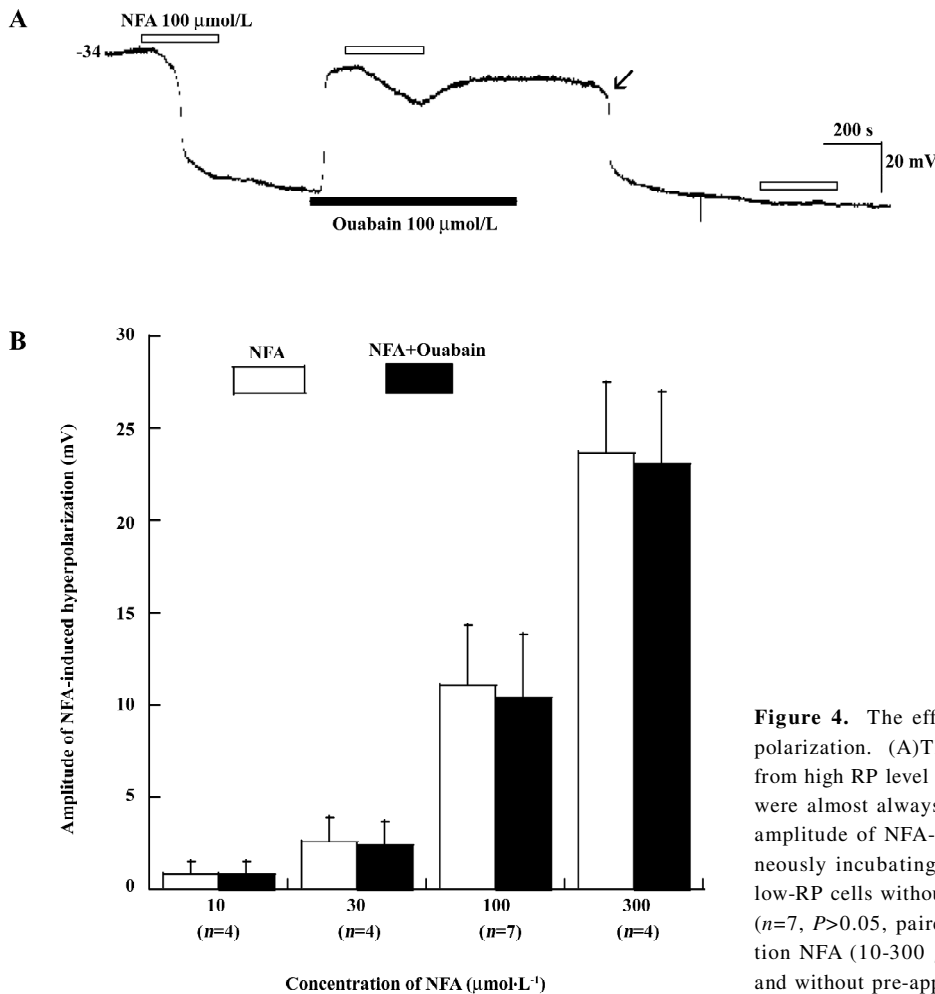 A
NFA 100 μmol/L
-34
200 s
20 mV
Ouabain 100 μmol/L
B
30
25
20
15
10
5
0
NFA
NFA+Ouabain
Amplitude of NFA-induced hyperpolarization (mV)
10 30 100 300
(n=4) (n=4) (n=7) (n=4)
Concentration of NFA (μmol·L⁻¹)
Figure 4. The eff
polarization. (A)T
from high RP level
were almost always
amplitude of NFA-
neously incubating
low-RP cells withou
(n=7, P>0.05, paire
tion NFA (10-300
and without pre-app